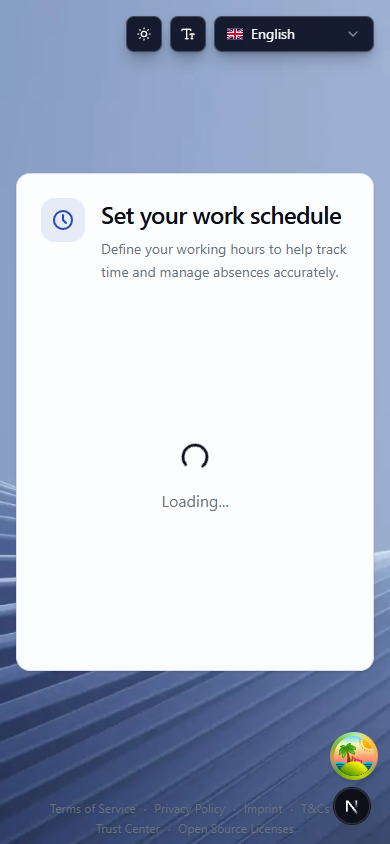 English
Set your work schedule
Define your working hours to help track
time and manage absences accurately.
Loading...
Terms of Service · Privacy Policy · Imprint · T&Cs
Trust Center · Open Source Licenses
N